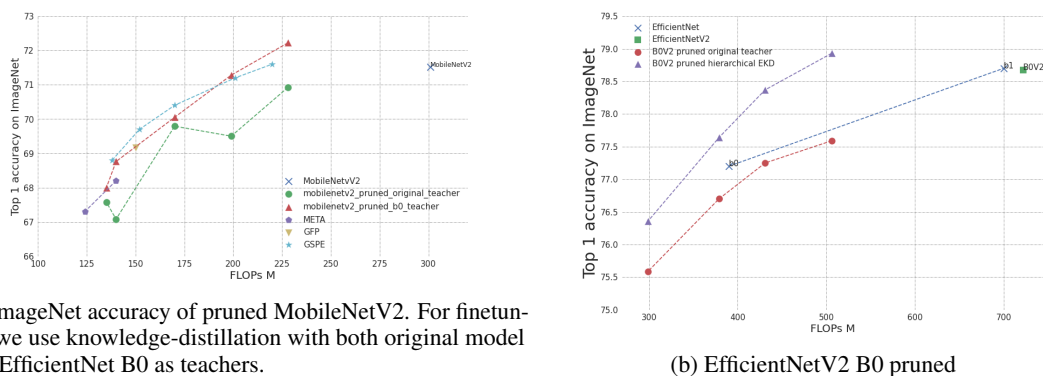 73
72
71
70
69
68
67
66
100
125
150
175
200
225
250
275
300
Top 1 accuracy on ImageNet
FLOPs M
MobileNetV2
MobileNetvV2
mobilenetv2_pruned_original_teacher
mobilenetv2_pruned_b0_teacher
META
GFP
GSPE
mageNet accuracy of pruned MobileNetV2. For finetun-
we use knowledge-distillation with both original model
EfficientNet B0 as teachers.
79.5
79.0
78.5
78.0
77.5
77.0
76.5
76.0
75.5
75.0
300
400
500
600
700
Top 1 accuracy on ImageNet
FLOPs M
EfficientNet
EfficientNetV2
B0V2 pruned original teacher
B0V2 pruned hierarchical EKD
b0
b1
B0V2
(b) EfficientNetV2 B0 pruned